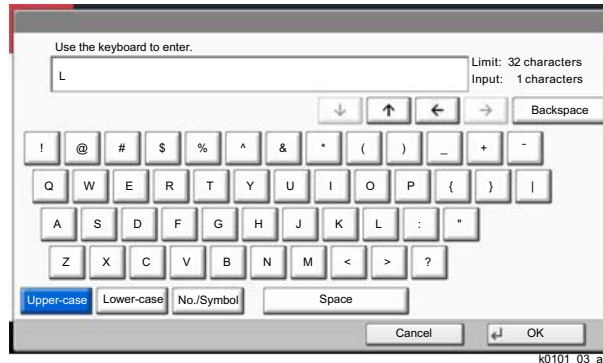 Use the keyboard to enter.
Limit: 32 characters
L
Input: 1 characters
Backspace
! @ # $ % ^ & * ( ) _ + ~
Q W E R T Y U I O P { } |
A S D F G H J K L : "
Z X C V B N M < > ?
Upper-case Lower-case No./Symbol Space
Cancel OK
k0101_03_a